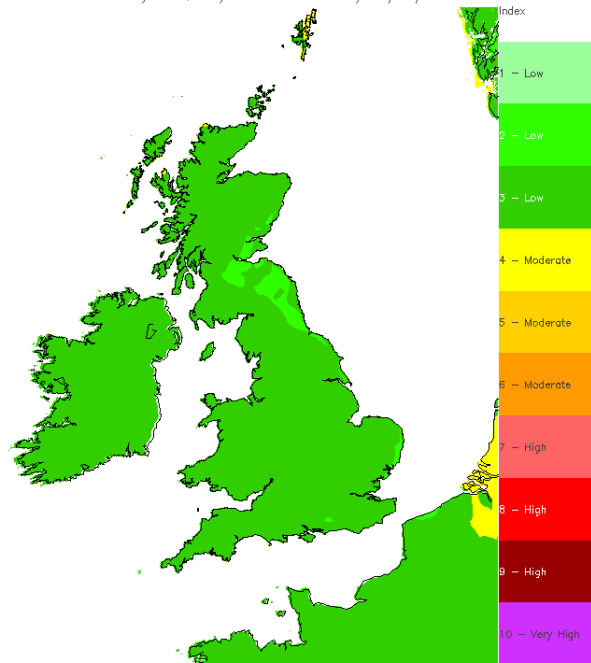 Index
1 - Low
2 - Low
3 - Low
4 - Moderate
5 - Moderate
6 - Moderate
7 - High
8 - High
9 - High
10 - Very High